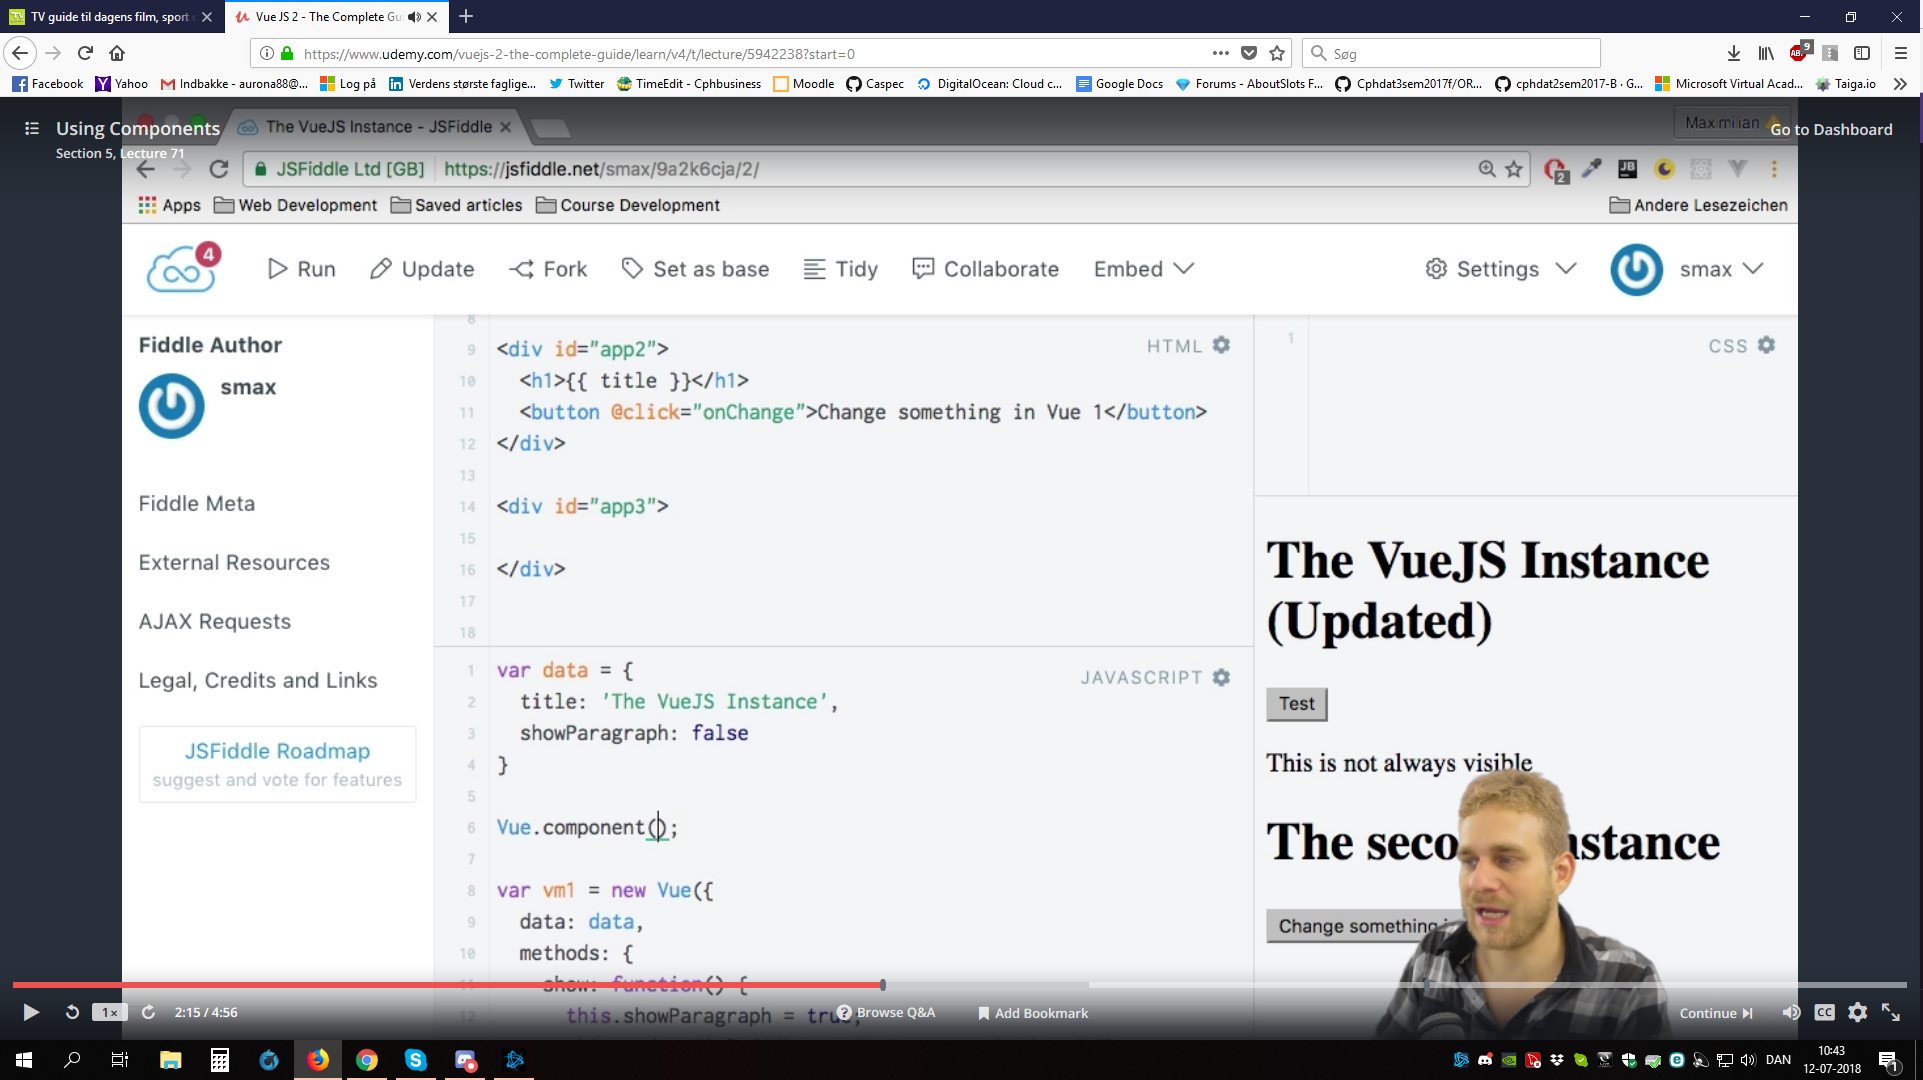 TV guide til dagens film, sport
Vue JS 2 - The Complete Gu
https://www.udemy.com/vuejs-2-the-complete-guide/learn/v4/t/lecture/5942238?start=0
Søg
9
Facebook
Yahoo
Indbakke - aurona88@...
Log på
Verdens største faglige...
Twitter
TimeEdit - Cphbusiness
Moodle
Caspec
DigitalOcean: Cloud c...
Google Docs
Forums - AboutSlots F...
Cphdat3sem2017f/OR...
cphdat2sem2017-B · G...
Microsoft Virtual Acad...
Taiga.io
Using Components
Section 5, Lecture 71
The VueJS Instance - JSFiddle
Maximilian
Go to Dashboard
JSFiddle Ltd [GB]
https://jsfiddle.net/smax/9a2k6cja/2/
2
JB
Apps
Web Development
Saved articles
Course Development
Andere Lesezeichen
4
Run
Update
Fork
Set as base
Tidy
Collaborate
Embed
Settings
smax
Fiddle Author
smax
Fiddle Meta
External Resources
AJAX Requests
Legal, Credits and Links
JSFiddle Roadmap
suggest and vote for features
HTML
8
9 <div id="app2">
10 <h1>{{ title }}</h1>
11 <button @click="onChange">Change something in Vue 1</button>
12 </div>
13
14 <div id="app3">
15
16 </div>
17
18
JAVASCRIPT
1 var data = {
2 title: 'The VueJS Instance',
3 showParagraph: false
4 }
5
6 Vue.component();
7
8 var vm1 = new Vue({
9 data: data,
10 methods: {
11 show: function() {
12 this.showParagraph = true;
CSS
1
The VueJS Instance
(Updated)
Test
This is not always visible
The seco
nstance
Change something
1×
2:15 / 4:56
Browse Q&A
Add Bookmark
Continue
CC
DAN
10:43
12-07-2018
1